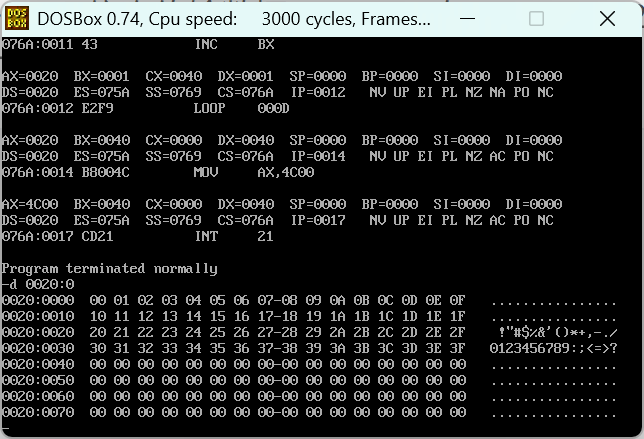 DOS
BOX
DOSBox 0.74, Cpu speed: 3000 cycles, Frames...
076A:0011 43 INC BX
AX=0020 BX=0001 CX=0040 DX=0001 SP=0000 BP=0000 SI=0000 DI=0000
DS=0020 ES=075A SS=0769 CS=076A IP=0012 NV UP EI PL NZ NA PO NC
076A:0012 E2F9 LOOP 000D
AX=0020 BX=0040 CX=0000 DX=0040 SP=0000 BP=0000 SI=0000 DI=0000
DS=0020 ES=075A SS=0769 CS=076A IP=0014 NV UP EI PL NZ AC PO NC
076A:0014 B8004C MOV AX,4C00
AX=4C00 BX=0040 CX=0000 DX=0040 SP=0000 BP=0000 SI=0000 DI=0000
DS=0020 ES=075A SS=0769 CS=076A IP=0017 NV UP EI PL NZ AC PO NC
076A:0017 CD21 INT 21
Program terminated normally
-d 0020:0
0020:0000 00 01 02 03 04 05 06 07-08 09 0A 0B 0C 0D 0E 0F ................
0020:0010 10 11 12 13 14 15 16 17-18 19 1A 1B 1C 1D 1E 1F ................
0020:0020 20 21 22 23 24 25 26 27-28 29 2A 2B 2C 2D 2E 2F !"#$%&'()*+,-./
0020:0030 30 31 32 33 34 35 36 37-38 39 3A 3B 3C 3D 3E 3F 0123456789:;<=>?
0020:0040 00 00 00 00 00 00 00 00-00 00 00 00 00 00 00 00 ................
0020:0050 00 00 00 00 00 00 00 00-00 00 00 00 00 00 00 00 ................
0020:0060 00 00 00 00 00 00 00 00-00 00 00 00 00 00 00 00 ................
0020:0070 00 00 00 00 00 00 00 00-00 00 00 00 00 00 00 00 ................
-